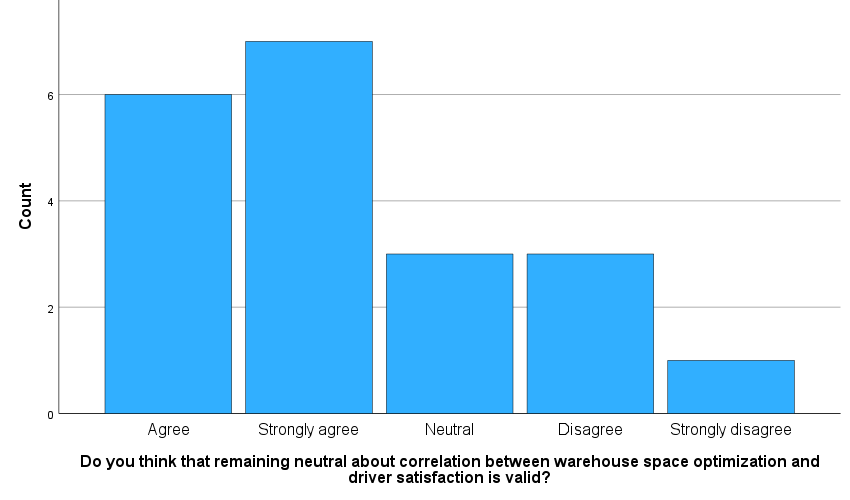 6
4
2
0
Count
Agree Strongly agree Neutral Disagree Strongly disagree
Do you think that remaining neutral about correlation between warehouse space optimization and
driver satisfaction is valid?